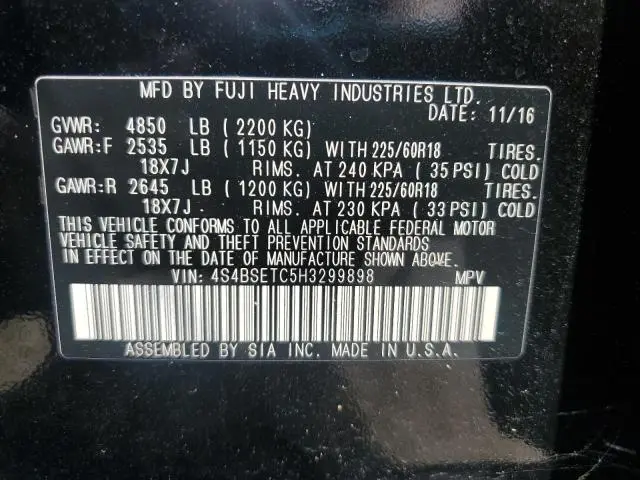 MFD BY FUJI HEAVY INDUSTRIES LTD.
DATE: 11/16
GVWR: 4850 LB ( 2200 KG)
GAWR:F 2535 LB ( 1150 KG) WITH 225/60R18 TIRES.
18X7J RIMS. AT 240 KPA ( 35 PSI) COLD
GAWR:R 2645 LB ( 1200 KG) WITH 225/60R18 TIRES.
18X7J RIMS. AT 230 KPA ( 33 PSI) COLD
THIS VEHICLE CONFORMS TO ALL APPLICABLE FEDERAL MOTOR
VEHICLE SAFETY AND THEFT PREVENTION STANDARDS
IN EFFECT ON THE DATE OF MANUFACTURE SHOWN ABOVE.
VIN: 4S4BSETC5H3299898 MPV
ASSEMBLED BY SIA INC. MADE IN U.S.A.